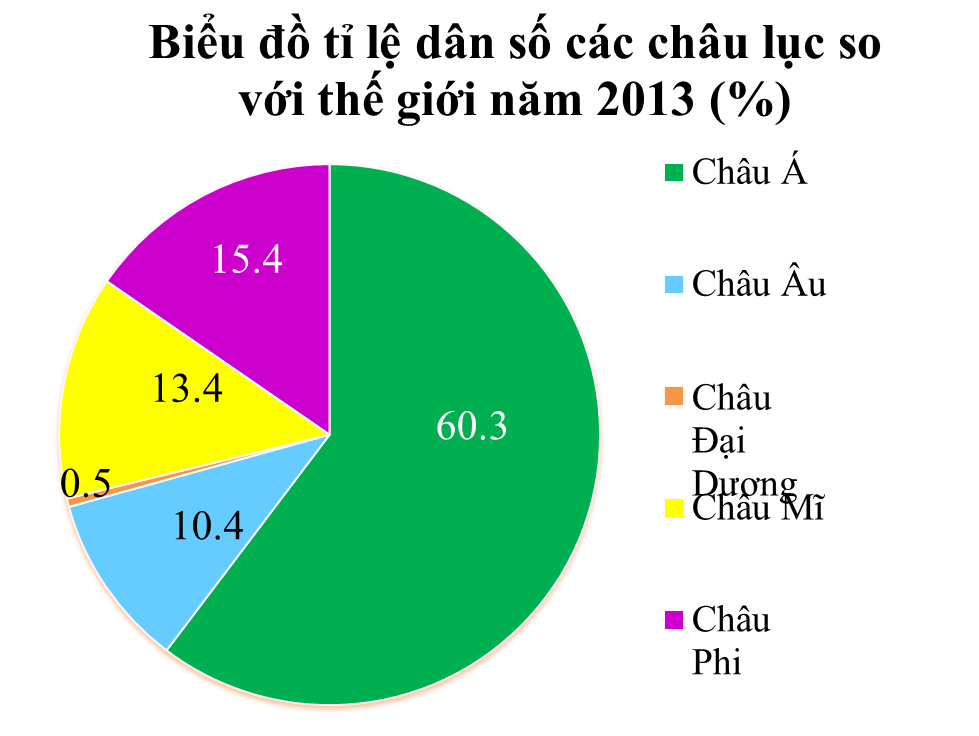 Biểu đồ tỉ lệ dân số các châu lục so
với thế giới năm 2013 (%)
15.4
13.4
60.3
0.5
10.4
Châu Á
Châu Âu
Châu
Đại
Dương
Châu Mĩ
Châu
Phi